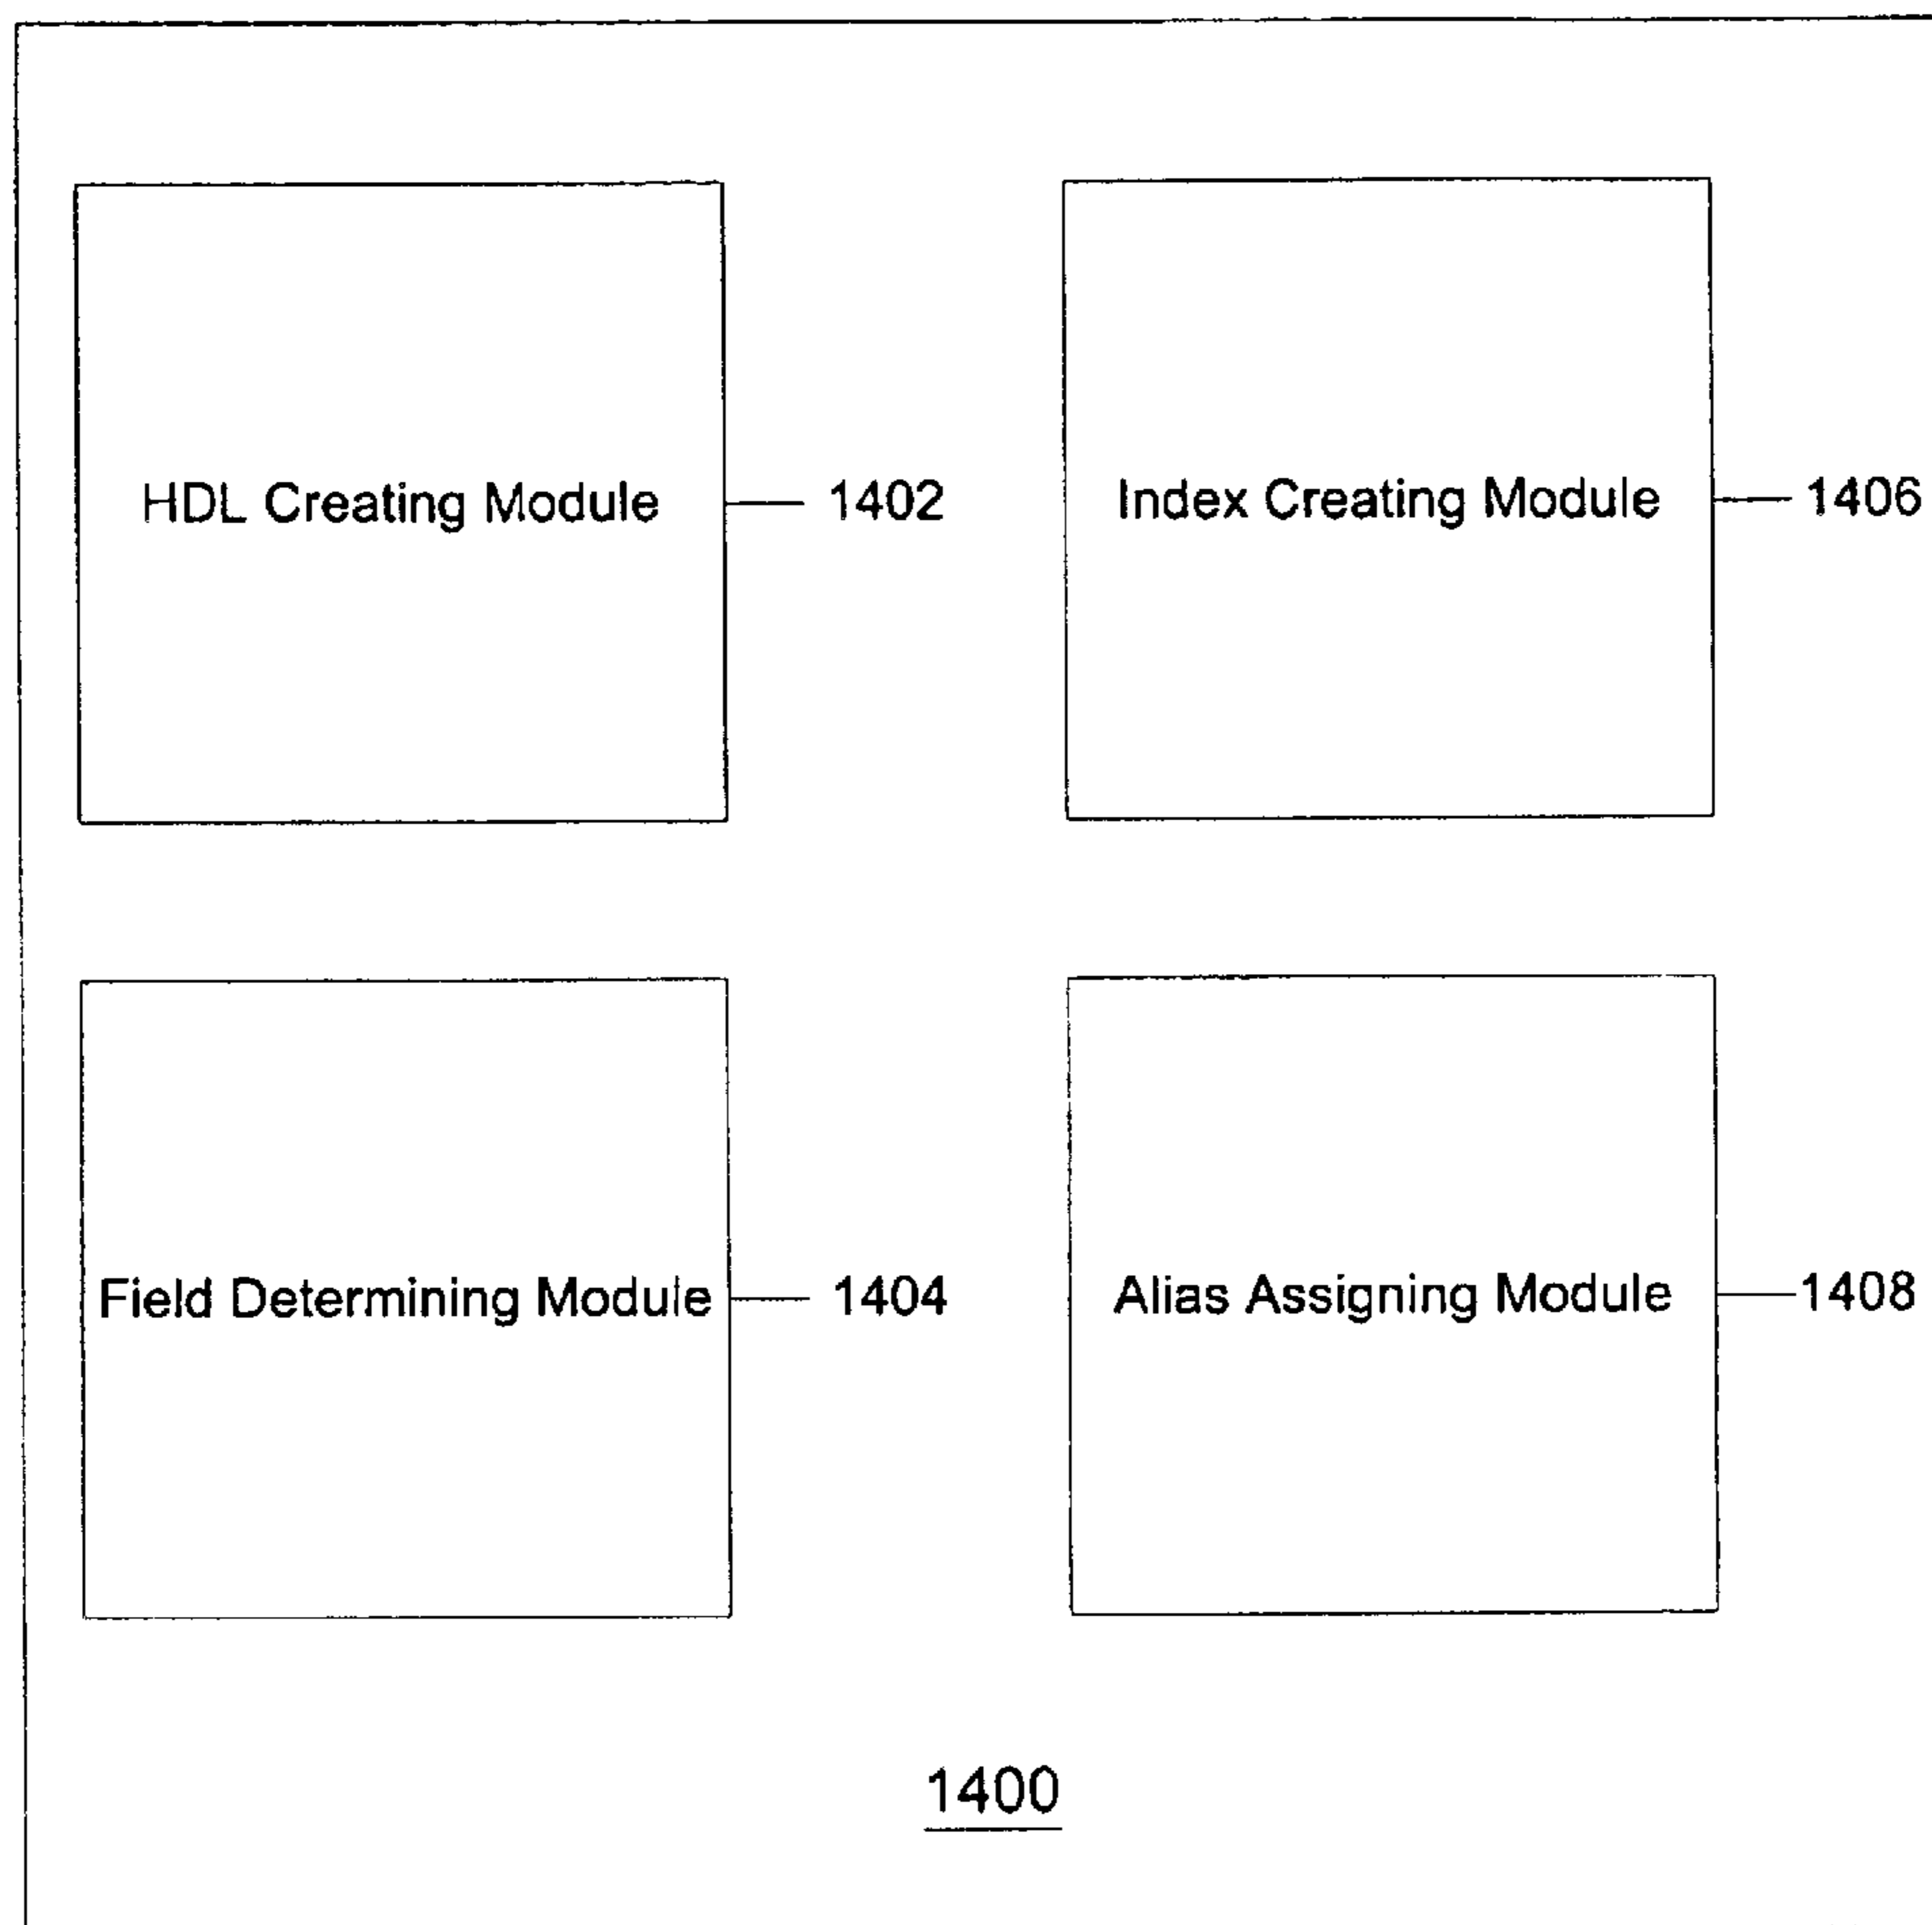 HDL Creating Module 1402
Index Creating Module 1406
Field Determining Module 1404
Alias Assigning Module 1408
1400